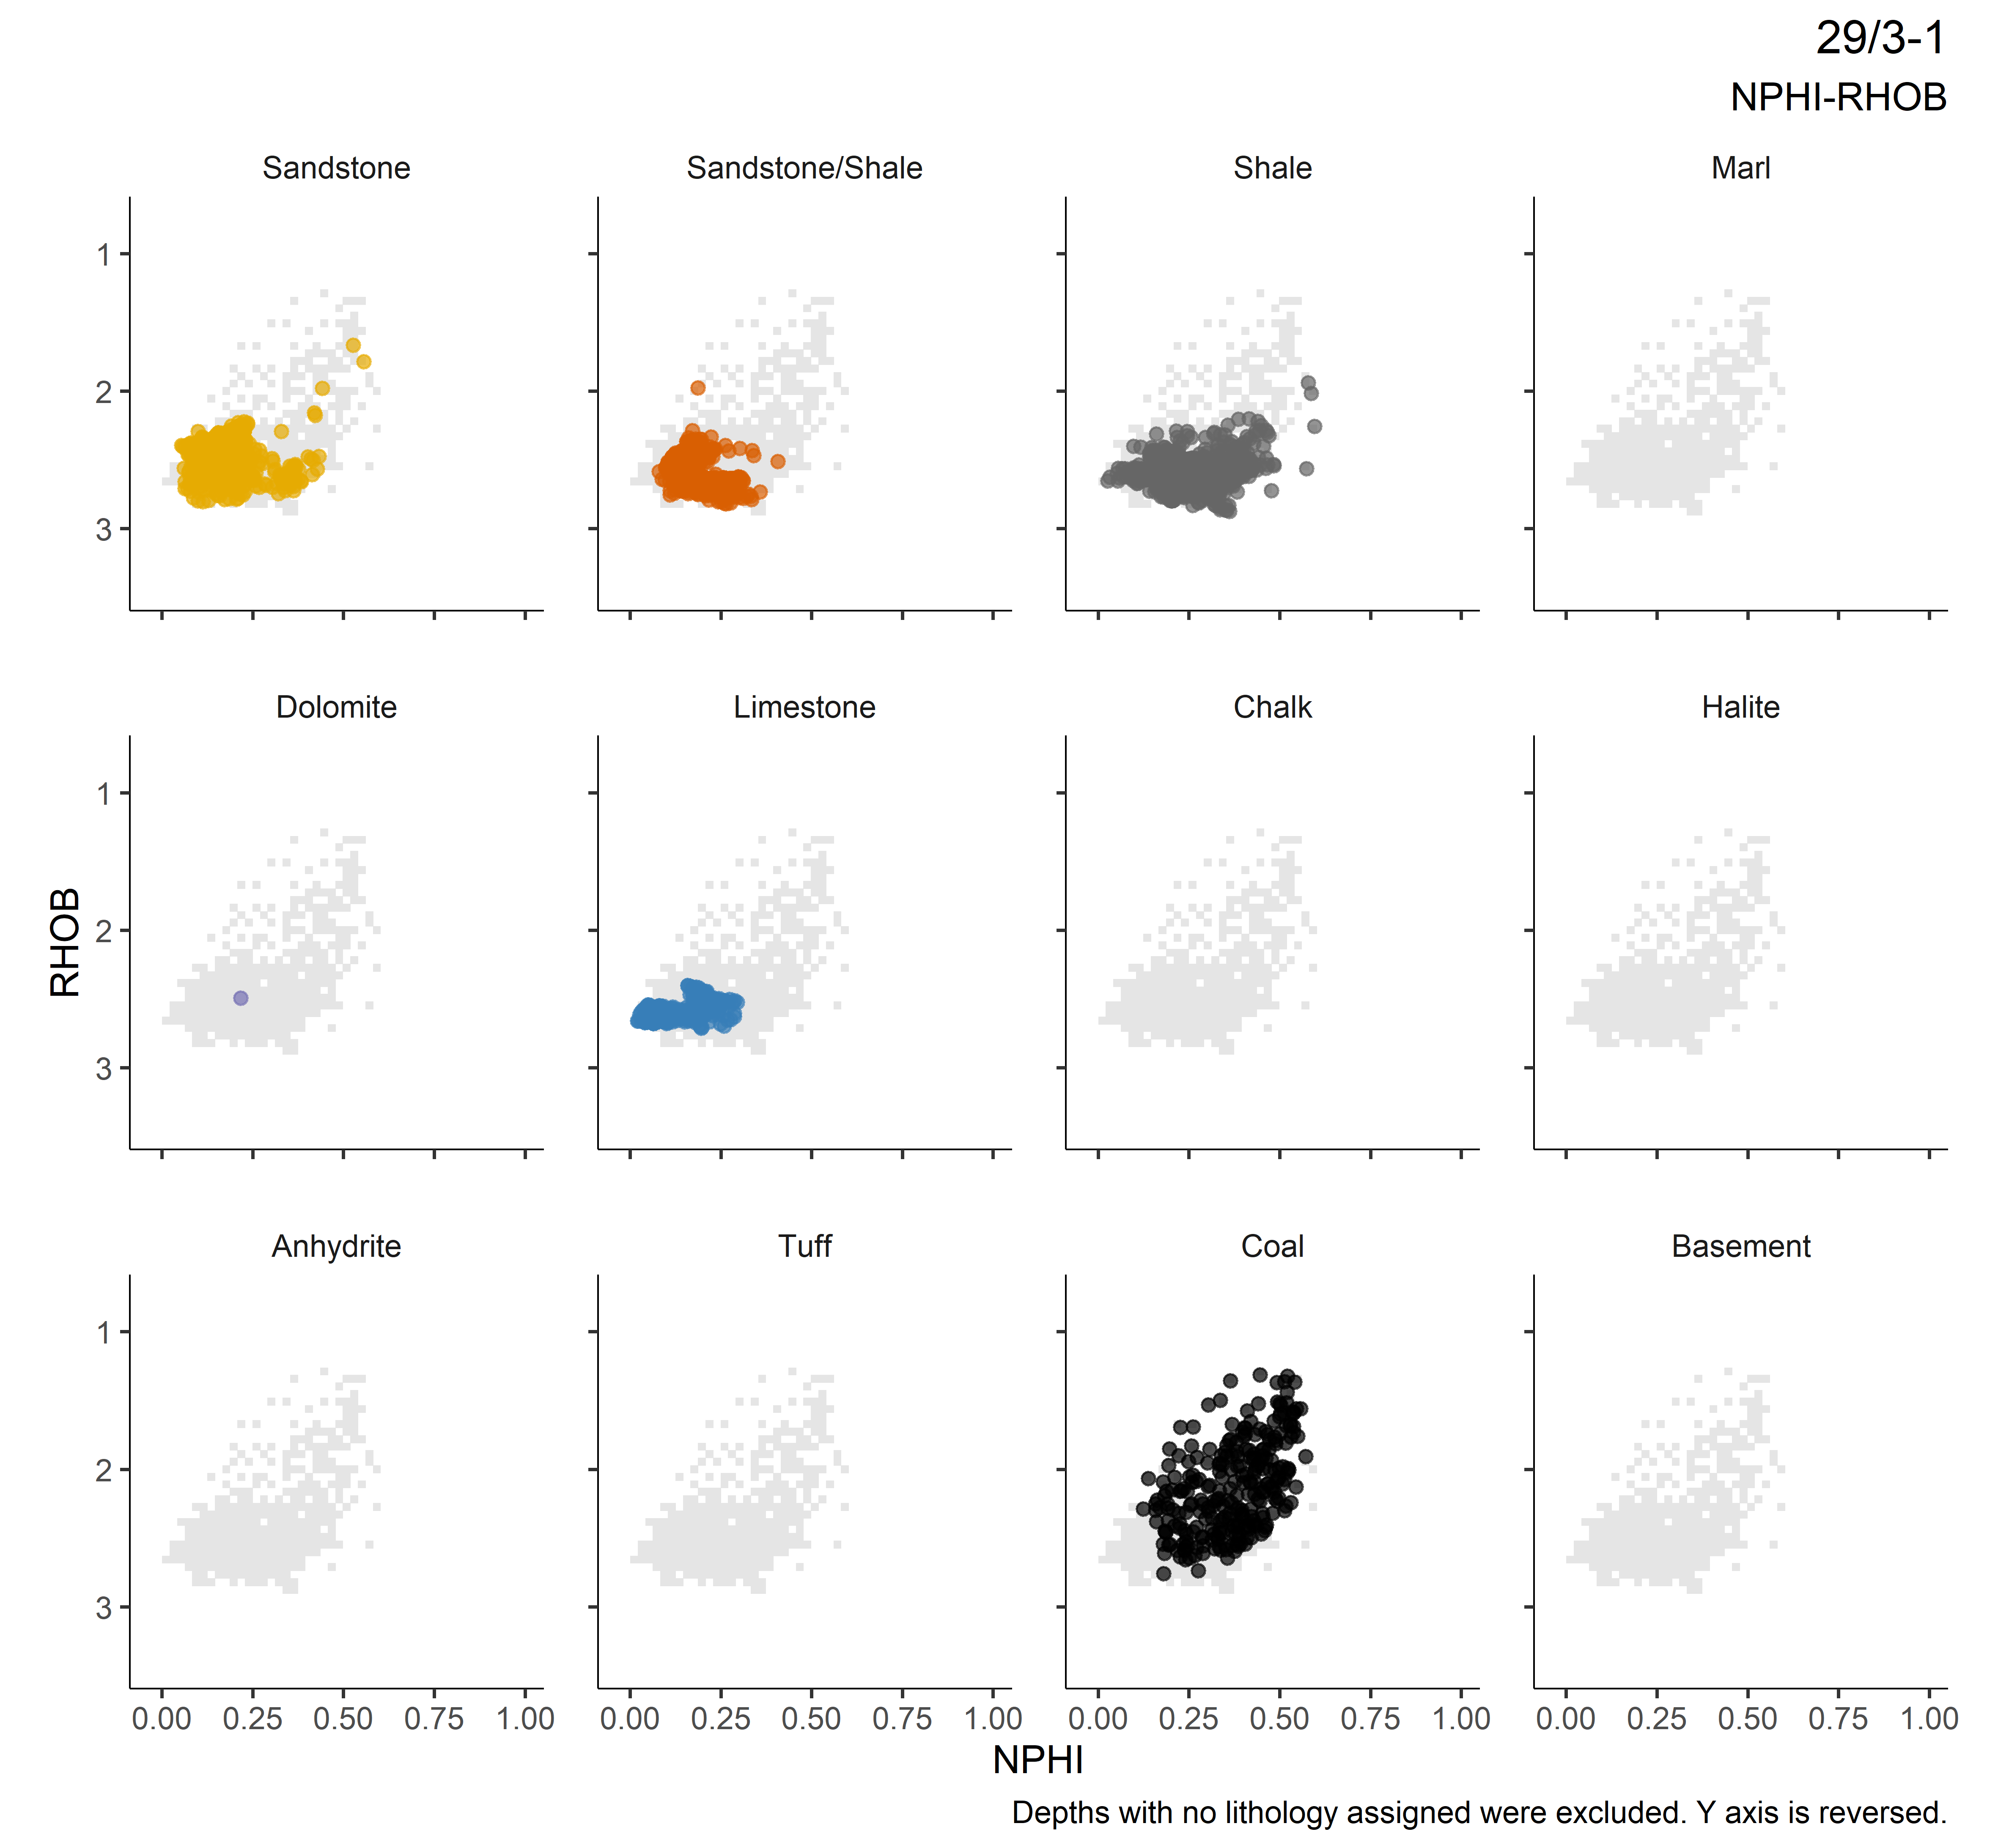 29/3-1
NPHI-RHOB
Sandstone
Sandstone/Shale
Shale
Marl
1
2
3
Dolomite
Limestone
Chalk
Halite
RHOB
1
2
3
Anhydrite
Tuff
Coal
Basement
1
2
3
0.00 0.25 0.50 0.75 1.00
0.00 0.25 0.50 0.75 1.00
0.00 0.25 0.50 0.75 1.00
0.00 0.25 0.50 0.75 1.00
NPHI
Depths with no lithology assigned were excluded. Y axis is reversed.